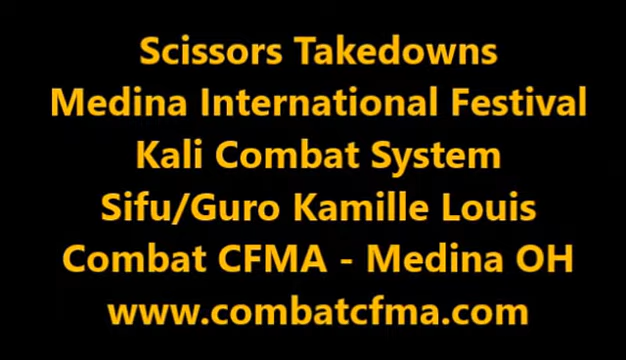 Scissors Takedowns
Medina International Festival
Kali Combat System
Sifu/Guro Kamille Louis
Combat CFMA - Medina OH
www.combatcfma.com